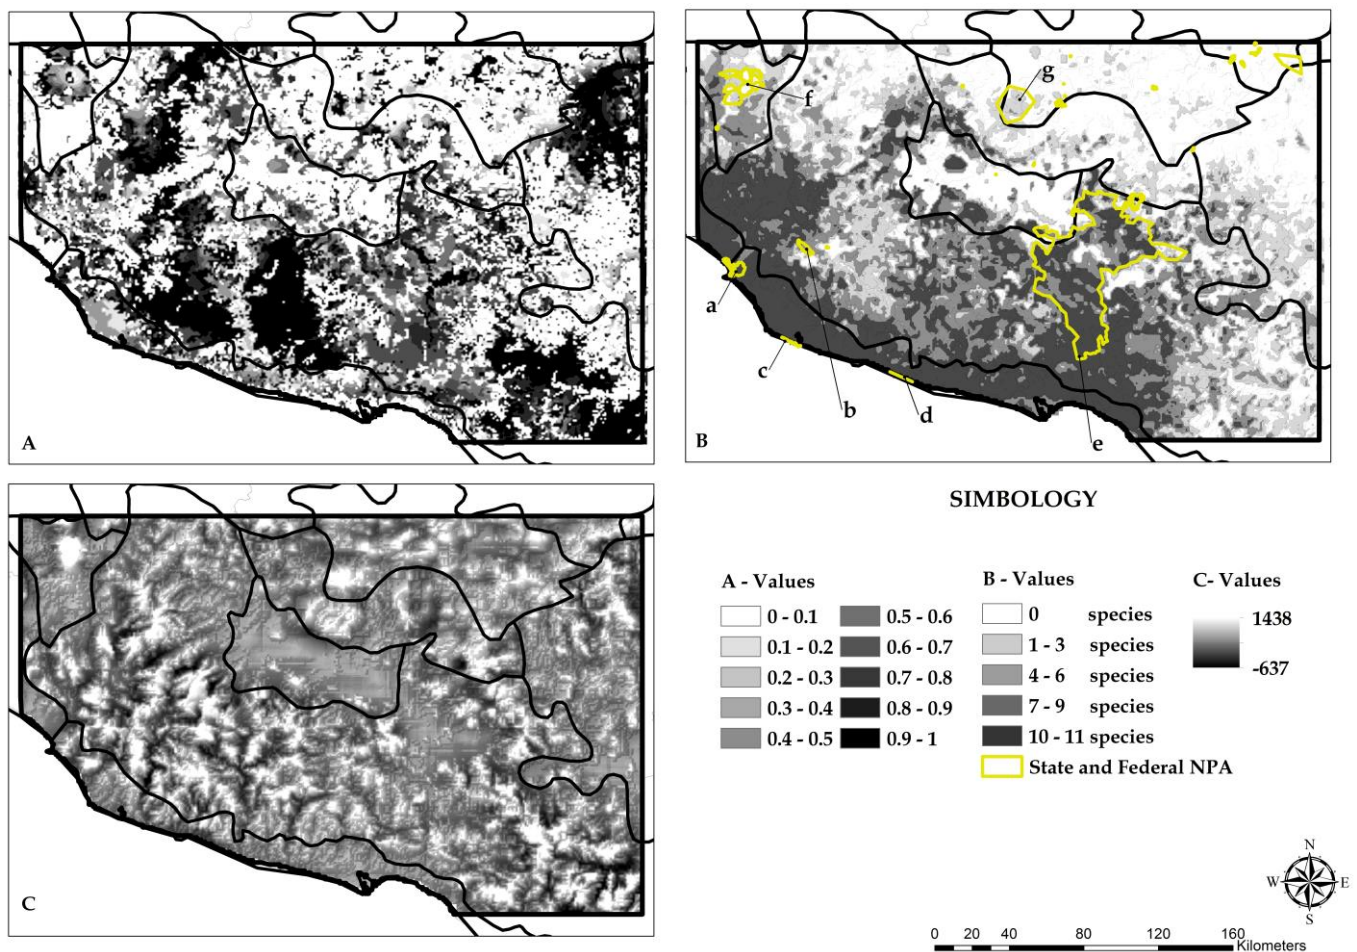 A
g
f
a
c
b
d
e
B
C
SIMBOLOGY
A - Values
0 - 0.1
0.1 - 0.2
0.2 - 0.3
0.3 - 0.4
0.4 - 0.5
0.5 - 0.6
0.6 - 0.7
0.7 - 0.8
0.8 - 0.9
0.9 - 1
B - Values
0 species
1 - 3 species
4 - 6 species
7 - 9 species
10 - 11 species
State and Federal NPA
C- Values
1438
-637
N
W E
S
0 10 20 40 80 120 160
Kilometers